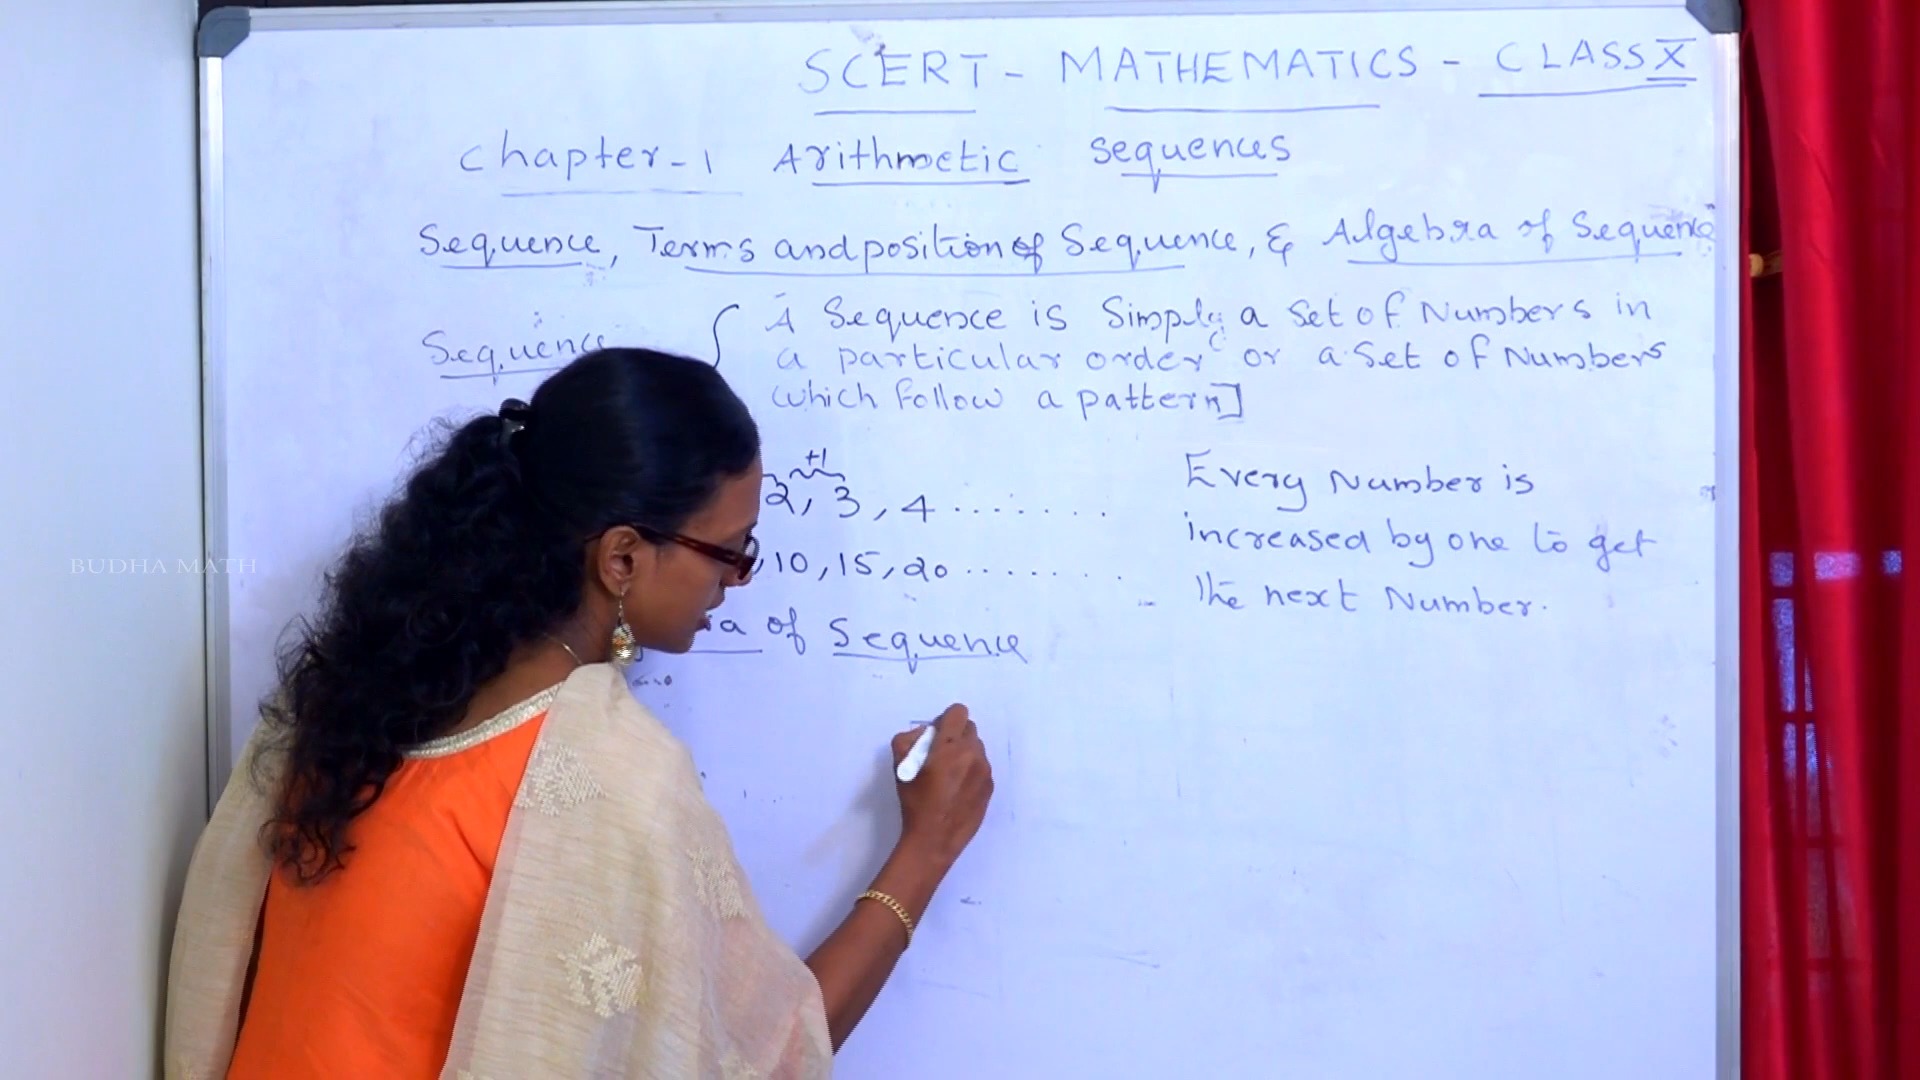 SCERT - MATHEMATICS - CLASS X
Chapter - 1 Arithmetic Sequences
Sequence, Terms and position of Sequence, & Algebra of Sequence
Sequence
A Sequence is Simply a Set of Numbers in
a particular order or a Set of Numbers
which follow a pattern]
+1
2, 3, 4 .......
, 10, 15, 20 .......
of Sequence
Every Number is
increased by one to get
the next Number.
BUDHA MATH